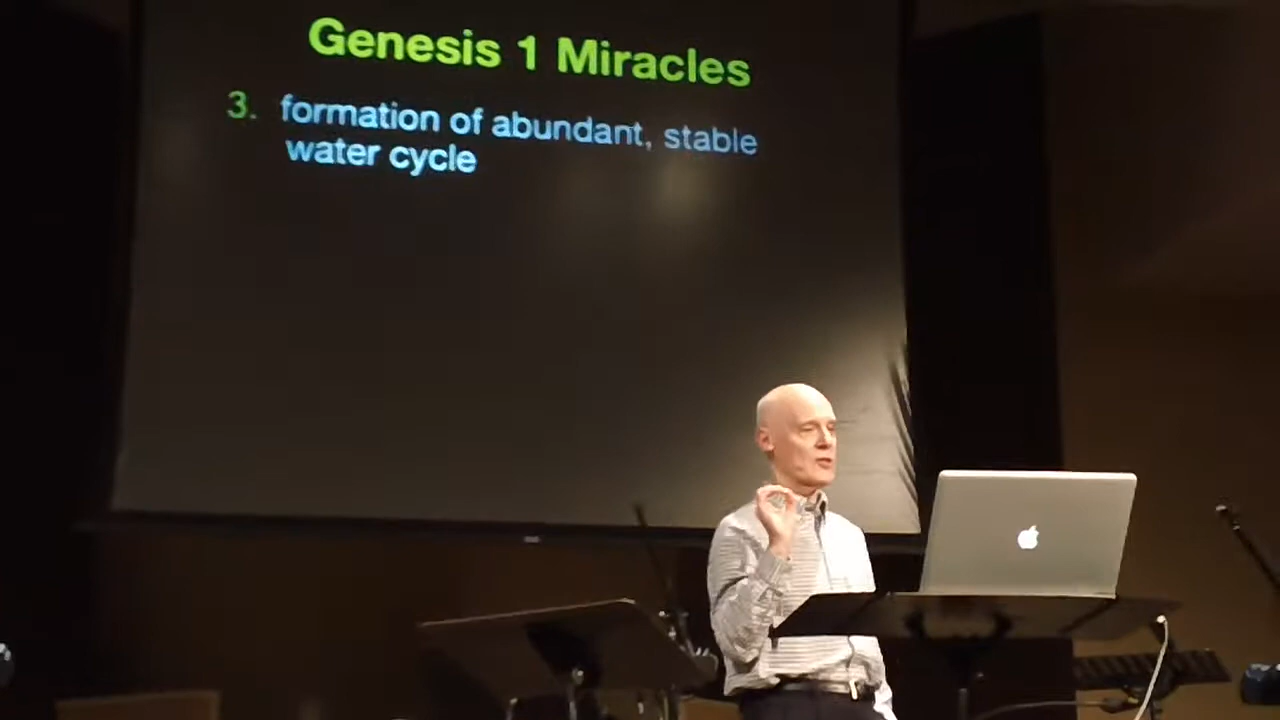 Genesis 1 Miracles
3. formation of abundant, stable
water cycle